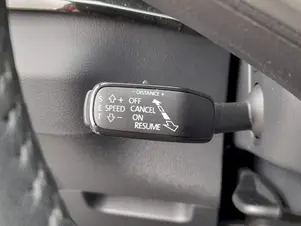 - DISTANCE +
S ⇧ + OFF
E SPEED CANCEL
T ⇩ − ON
RESUME